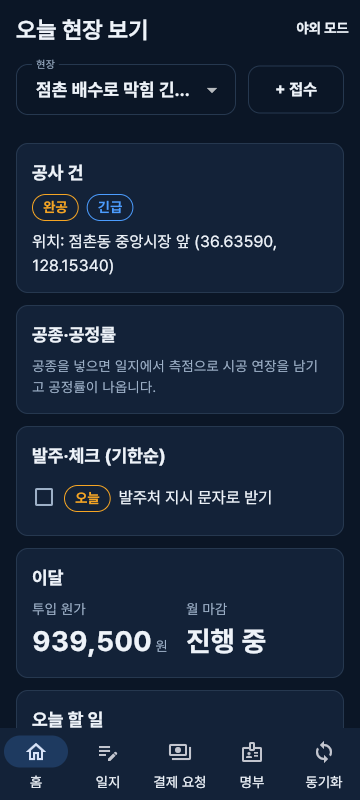 오늘 현장 보기
야외 모드
현장
점촌 배수로 막힘 긴...
+ 접수
공사 건
완공
긴급
위치: 점촌동 중앙시장 앞 (36.63590,
128.15340)
공종·공정률
공종을 넣으면 일지에서 측점으로 시공 연장을 남기
고 공정률이 나옵니다.
발주·체크 (기한순)
오늘
발주처 지시 문자로 받기
이달
투입 원가
월 마감
939,500 원
진행 중
오늘 할 일
홈
일지
결제 요청
명부
동기화